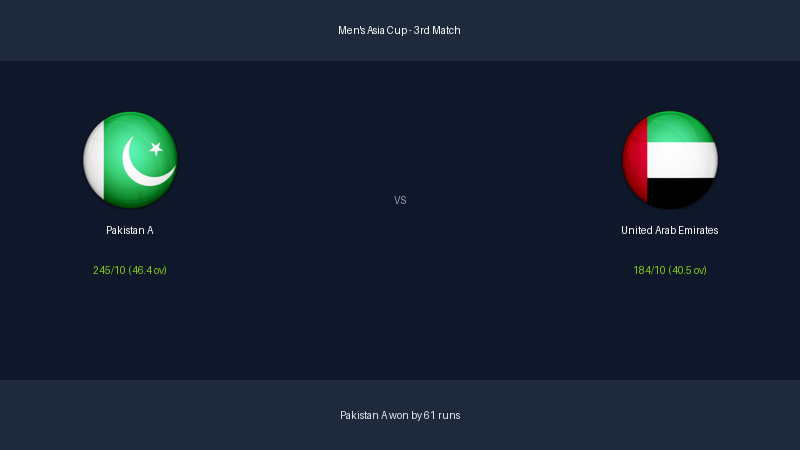 Men's Asia Cup - 3rd Match
VS
Pakistan A
United Arab Emirates
245/10 (46.4 ov)
184/10 (40.5 ov)
Pakistan A won by 61 runs